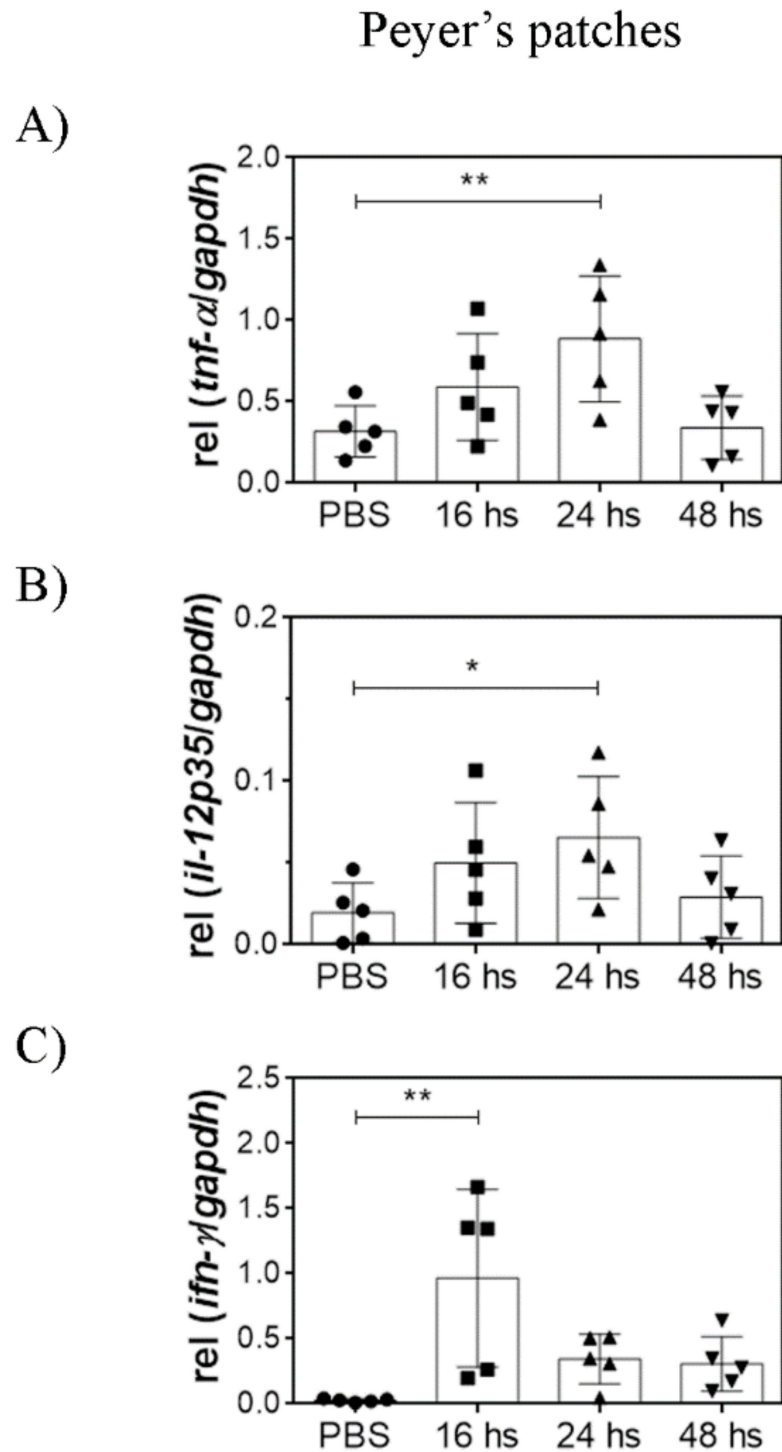 Peyer's patches
A)
rel (tnf-α/gapdh)
2.0
1.5
1.0
0.5
0.0
**
PBS 16 hs 24 hs 48 hs
B)
rel (il-12p35/gapdh)
0.2
0.1
0.0
*
PBS 16 hs 24 hs 48 hs
C)
rel (ifn-γ/gapdh)
2.5
2.0
1.5
1.0
0.5
0.0
**
PBS 16 hs 24 hs 48 hs